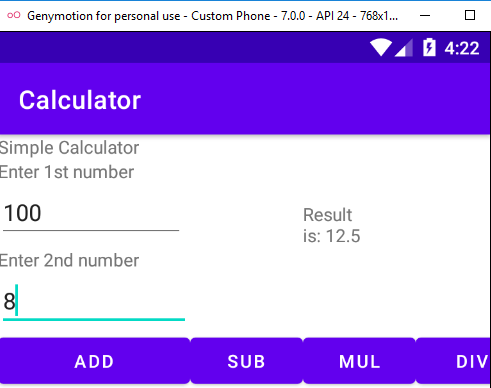 Genymotion for personal use - Custom Phone - 7.0.0 - API 24 - 768x1...
4:22
Calculator
Simple Calculator
Enter 1st number
100
Result
is: 12.5
Enter 2nd number
8
ADD SUB MUL DIV